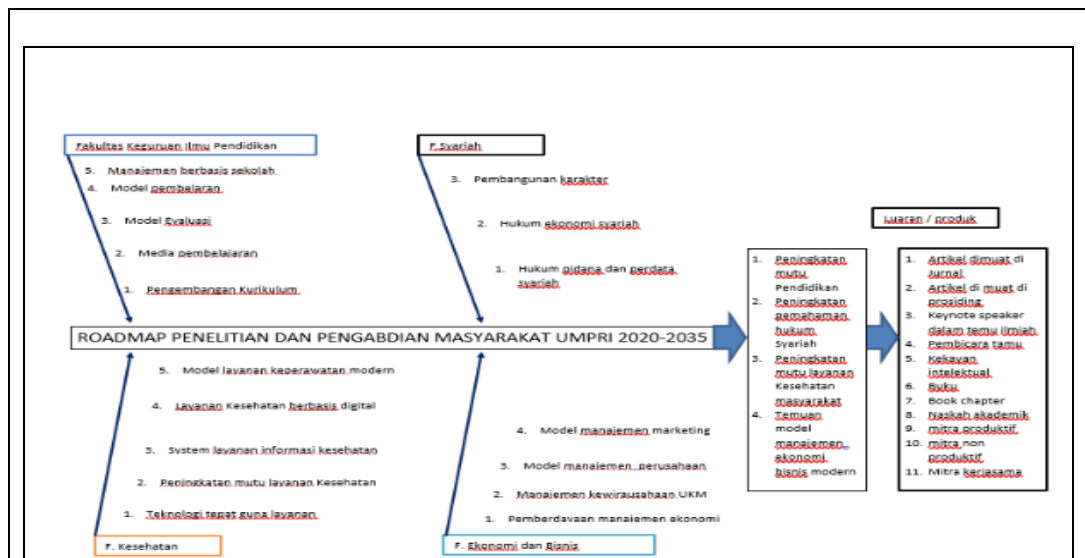 Fakultas Keguruan Ilmu Pendidikan
5. Manajemen berbasis sekolah
4. Model pembelaran
3. Model Evaluasi
2. Media pembelajaran
1. Pengembangan Kurikulum
F.Syariah
3. Pembangunan karakter
2. Hukum ekonomi syariah
1. Hukum pidana dan perdata
syariah
ROADMAP PENELITIAN DAN PENGABDIAN MASYARAKAT UMPRI 2020-2035
5. Model layanan keperawatan modern
4. Layanan Kesehatan berbasis digital
3. System layanan informasi kesehatan
2. Peningkatan mutu layanan Kesehatan
1. Teknologi tepat guna layanan
F. Kesehatan
4. Model manajemen marketing
3. Model manajemen perusahaan
2. Manajemen kewirausahaan UKM
1. Pemberdayaan manajemen ekonomi
F. Ekonomi dan Bisnis
1. Peningkatan
mutu
Pendidikan
2. Peningkatan
pemahaman
hukum
Syariah
3. Peningkatan
mutu layanan
Kesehatan
masyarakat
4. Temuan
model
manajemen
ekonomi
bisnis modern
Luaran / produk
1. Artikel dimuat di
Jurnal
2. Artikel di muat di
prosiding
3. Keynote speaker
dalam temu ilmiah
4. Pembicara tamu
5. Kekayan
intelektual
6. Buku
7. Book chapter
8. Naskah akademik
9. mitra produktif
10. mitra non
produktif
11. Mitra kerjasama